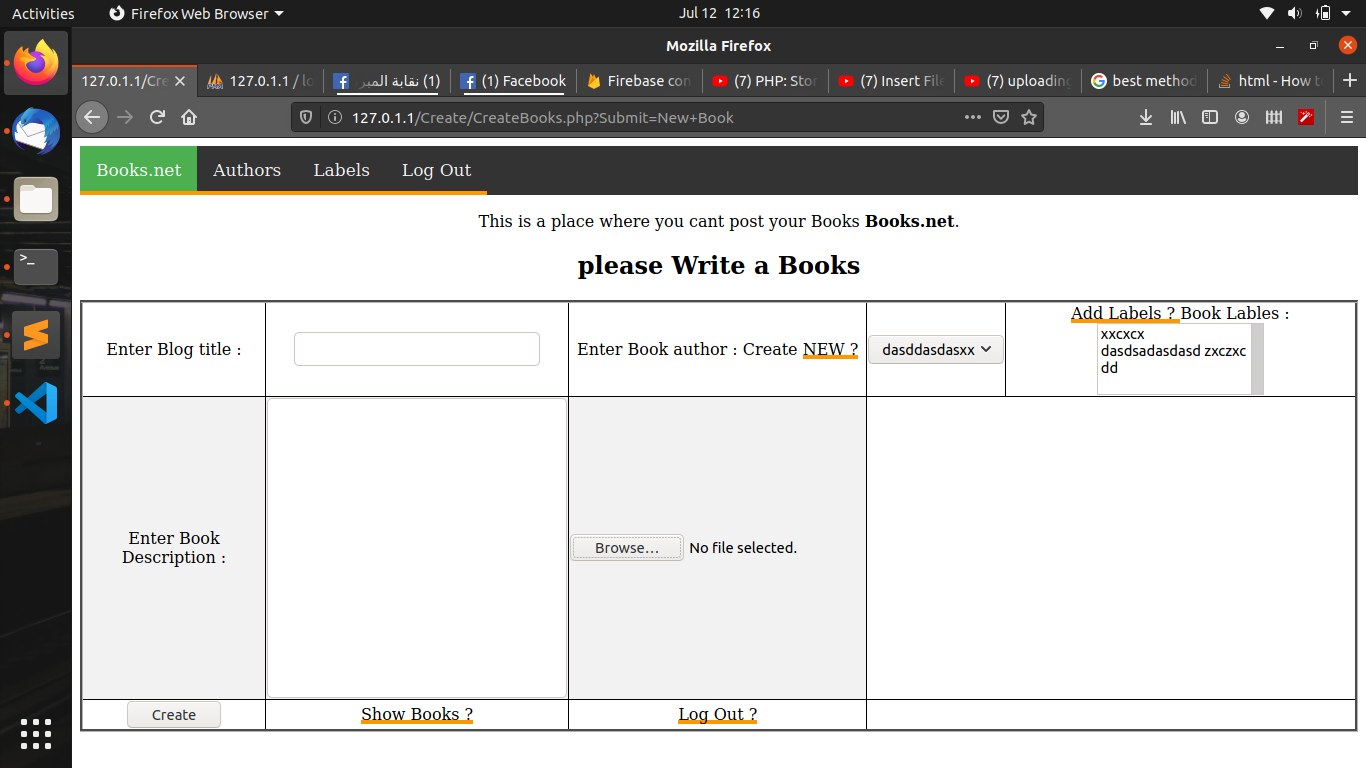 Activities Firefox Web Browser Jul 12 12:16
Mozilla Firefox
127.0.1.1/Cre 127.0.1.1 / lo (1) نقابة المبر (1) Facebook Firebase con (7) PHP: Stor (7) Insert File (7) uploading best method html - How t
127.0.1.1/Create/CreateBooks.php?Submit=New+Book
Books.net Authors Labels Log Out
This is a place where you cant post your Books Books.net.
please Write a Books
Enter Blog title : Enter Book author : Create NEW ? dasddasdasxx Add Labels ? Book Lables :
xxcxcx
dasdsadasdasd zxczxc
dd
Enter Book
Description :
Browse... No file selected.
Create Show Books ? Log Out ?